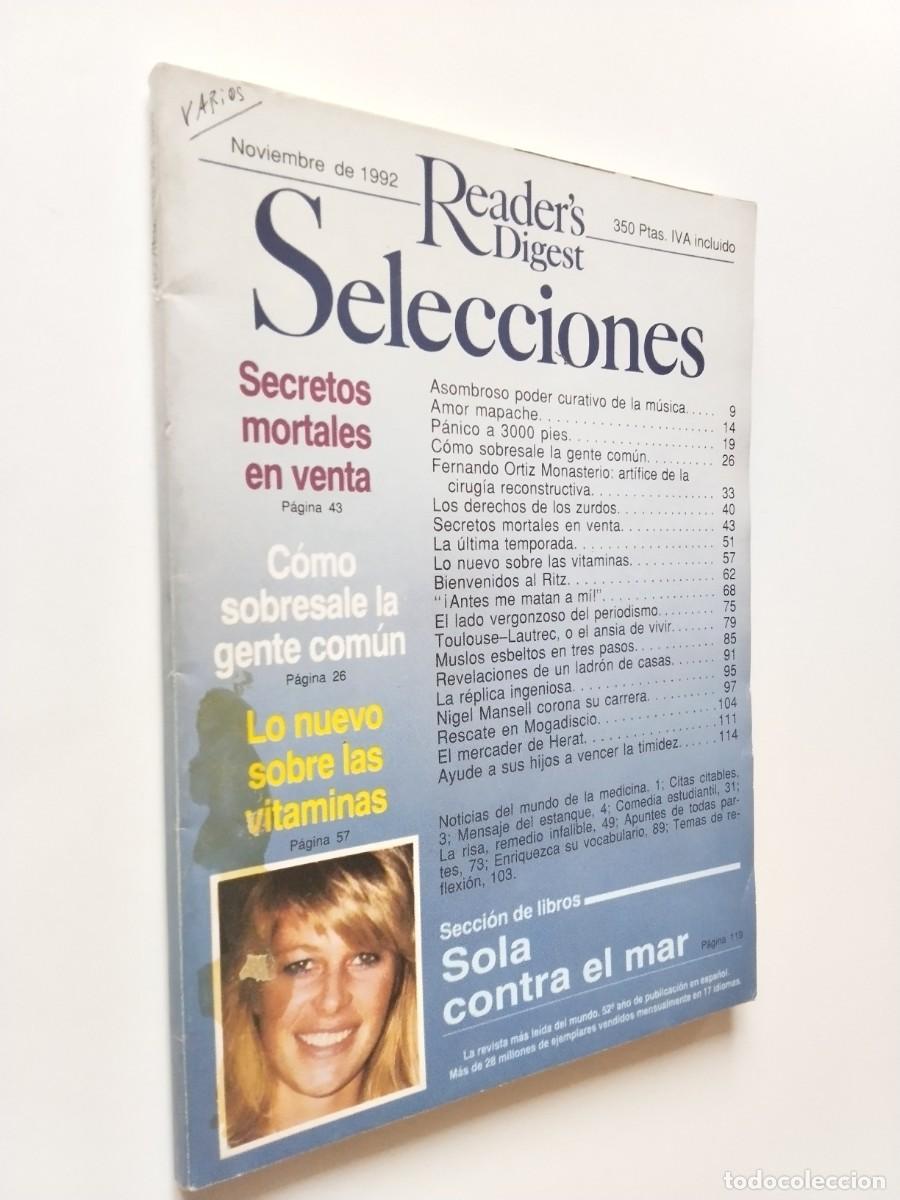 VARIOS
Noviembre de 1992
Reader's
Digest
350 Ptas. IVA incluido
Selecciones
Secretos
mortales
en venta
Página 43
Cómo
sobresale la
gente común
Página 26
Lo nuevo
sobre las
vitaminas
Página 57
Asombroso poder curativo de la música..... 9
Amor mapache........................ 14
Pánico a 3000 pies..................... 19
Cómo sobresale la gente común.......... 26
Fernando Ortiz Monasterio: artífice de la
cirugía reconstructiva.................. 33
Los derechos de los zurdos.............. 40
Secretos mortales en venta.............. 43
La última temporada.................... 51
Lo nuevo sobre las vitaminas............. 57
Bienvenidos al Ritz..................... 62
"¡Antes me matan a mí!"................. 68
El lado vergonzoso del periodismo........ 75
Toulouse–Lautrec, o el ansia de vivir....... 79
Muslos esbeltos en tres pasos............ 85
Revelaciones de un ladrón de casas....... 91
La réplica ingeniosa.................... 95
Nigel Mansell corona su carrera.......... 97
Rescate en Mogadiscio................. 104
El mercader de Herat................... 111
Ayude a sus hijos a vencer la timidez...... 114
Noticias del mundo de la medicina. 1; Citas citables,
3; Mensaje del estanque, 4; Comedia estudiantil, 31;
La risa, remedio infalible, 49; Apuntes de todas par-
tes, 73; Enriquezca su vocabulario, 89; Temas de re-
flexión, 103.
Sección de libros
Sola
contra el mar
Página 119
La revista más leída del mundo. 52º año de publicación en español.
Más de 28 millones de ejemplares vendidos mensualmente en 17 idiomas.
todocoleccion